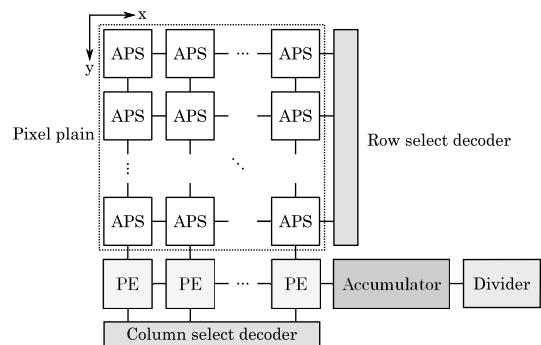 x
y
APS APS ... APS
APS APS APS
Pixel plain
Row select decoder
APS APS APS
PE PE ... PE Accumulator Divider
Column select decoder